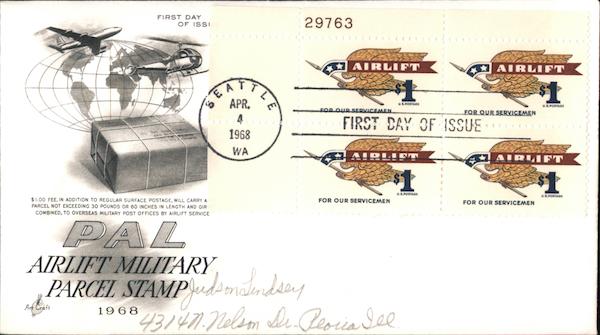 FIRST DAY
OF ISSU
29763
AIRLIFT
$1
U.S. POSTAGE
FOR OUR SERVICEMEN
AIRLIFT
$1
U.S. POSTAGE
FOR OUR SERVICEMEN
SEATTLE
APR.
4
1968
WA
FIRST DAY OF ISSUE
AIRLIFT
$1
U.S. POSTAGE
FOR OUR SERVICEMEN
AIRLIFT
$1
U.S. POSTAGE
FOR OUR SERVICEMEN
$1.00 FEE, IN ADDITION TO REGULAR SURFACE POSTAGE, WILL CARRY A
PARCEL NOT EXCEEDING 30 POUNDS OR 60 INCHES IN LENGTH AND GIR
COMBINED, TO OVERSEAS MILITARY POST OFFICES BY AIRLIFT SERVICE
PAL
AIRLIFT MILITARY
PARCEL STAMP
1968
Art Craft
Judson Lindsey
4314 N. Nelson Dr. Peoria Ill